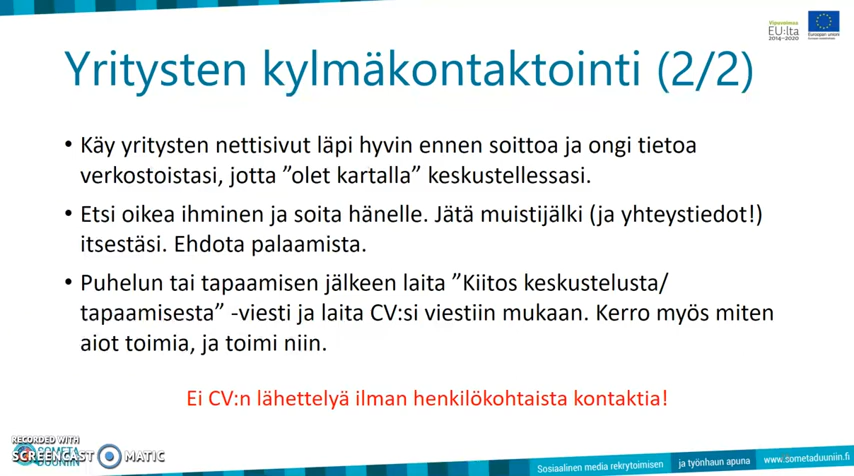 Vipuvoimaa
EU:lta
2014–2020
Euroopan unioni
Yritysten kylmäkontaktointi (2/2)
• Käy yritysten nettisivut läpi hyvin ennen soittoa ja ongi tietoa
verkostoistasi, jotta ”olet kartalla” keskustellessasi.
• Etsi oikea ihminen ja soita hänelle. Jätä muistijälki (ja yhteystiedot!)
itsestäsi. Ehdota palaamista.
• Puhelun tai tapaamisen jälkeen laita ”Kiitos keskustelusta/
tapaamisesta” -viesti ja laita CV:si viestiin mukaan. Kerro myös miten
aiot toimia, ja toimi niin.
Ei CV:n lähettelyä ilman henkilökohtaista kontaktia!
RECORDED WITH
SCREENCAST MATIC
SOMETA
DUUNIIN
Sosiaalinen media rekrytoimisen
ja työnhaun apuna
www.sometaduuniin.fi